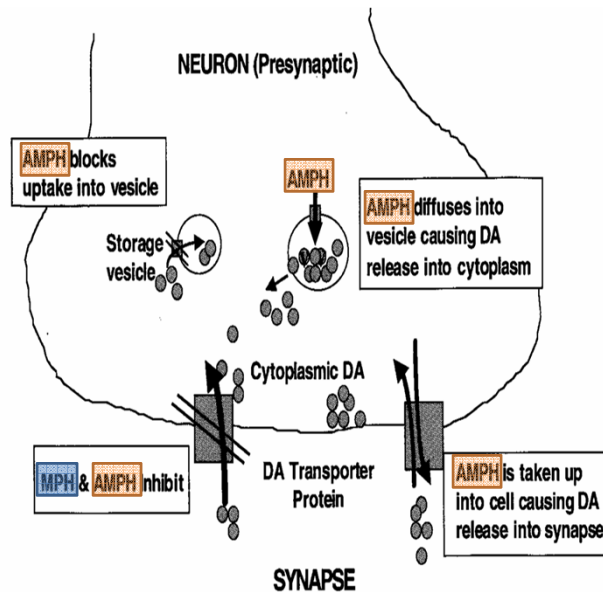 NEURON (Presynaptic)
AMPH blocks
uptake into vesicle
AMPH
AMPH diffuses into
vesicle causing DA
release into cytoplasm
Storage
vesicle
Cytoplasmic DA
MPH & AMPH inhibit
DA Transporter
Protein
AMPH is taken up
into cell causing DA
release into synapse
SYNAPSE